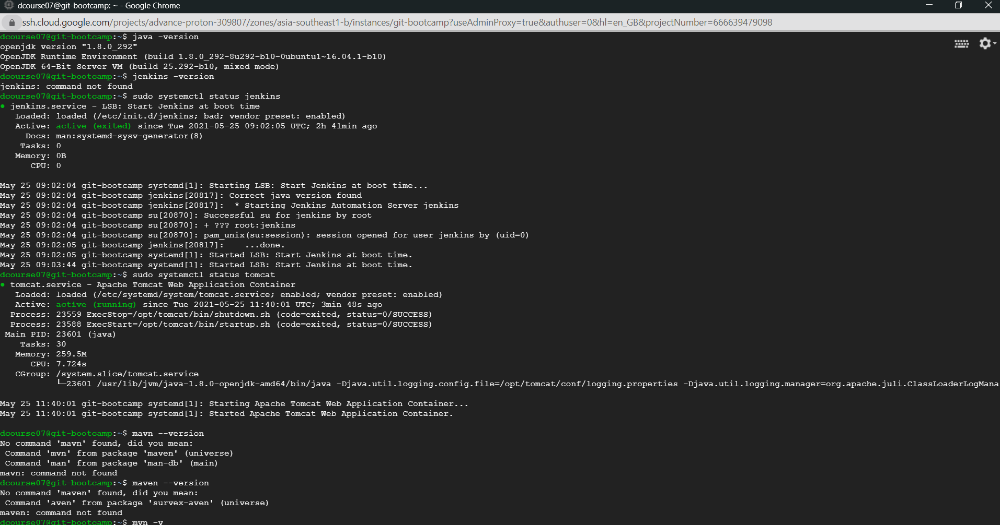 dcourse07@git-bootcamp: ~ - Google Chrome
ssh.cloud.google.com/projects/advance-proton-309807/zones/asia-southeast1-b/instances/git-bootcamp?useAdminProxy=true&authuser=0&hl=en_GB&projectNumber=666639479098
dcourse07@git-bootcamp:~$ java -version
openjdk version "1.8.0_292"
OpenJDK Runtime Environment (build 1.8.0_292-8u292-b10-0ubuntu1~16.04.1-b10)
OpenJDK 64-Bit Server VM (build 25.292-b10, mixed mode)
dcourse07@git-bootcamp:~$ jenkins -version
jenkins: command not found
dcourse07@git-bootcamp:~$ sudo systemctl status jenkins
● jenkins.service - LSB: Start Jenkins at boot time
   Loaded: loaded (/etc/init.d/jenkins; bad; vendor preset: enabled)
   Active: active (exited) since Tue 2021-05-25 09:02:05 UTC; 2h 41min ago
     Docs: man:systemd-sysv-generator(8)
    Tasks: 0
   Memory: 0B
      CPU: 0
May 25 09:02:04 git-bootcamp systemd[1]: Starting LSB: Start Jenkins at boot time...
May 25 09:02:04 git-bootcamp jenkins[20817]: Correct java version found
May 25 09:02:04 git-bootcamp jenkins[20817]:  * Starting Jenkins Automation Server jenkins
May 25 09:02:04 git-bootcamp su[20870]: Successful su for jenkins by root
May 25 09:02:04 git-bootcamp su[20870]: + ??? root:jenkins
May 25 09:02:04 git-bootcamp su[20870]: pam_unix(su:session): session opened for user jenkins by (uid=0)
May 25 09:02:05 git-bootcamp jenkins[20817]:    ...done.
May 25 09:02:05 git-bootcamp systemd[1]: Started LSB: Start Jenkins at boot time.
May 25 09:03:44 git-bootcamp systemd[1]: Started LSB: Start Jenkins at boot time.
dcourse07@git-bootcamp:~$ sudo systemctl status tomcat
● tomcat.service - Apache Tomcat Web Application Container
   Loaded: loaded (/etc/systemd/system/tomcat.service; enabled; vendor preset: enabled)
   Active: active (running) since Tue 2021-05-25 11:40:01 UTC; 3min 48s ago
  Process: 23559 ExecStop=/opt/tomcat/bin/shutdown.sh (code=exited, status=0/SUCCESS)
  Process: 23588 ExecStart=/opt/tomcat/bin/startup.sh (code=exited, status=0/SUCCESS)
 Main PID: 23601 (java)
    Tasks: 30
   Memory: 259.5M
      CPU: 7.724s
   CGroup: /system.slice/tomcat.service
           └─23601 /usr/lib/jvm/java-1.8.0-openjdk-amd64/bin/java -Djava.util.logging.config.file=/opt/tomcat/conf/logging.properties -Djava.util.logging.manager=org.apache.juli.ClassLoaderLogMana
May 25 11:40:01 git-bootcamp systemd[1]: Starting Apache Tomcat Web Application Container...
May 25 11:40:01 git-bootcamp systemd[1]: Started Apache Tomcat Web Application Container.
dcourse07@git-bootcamp:~$ mavn --version
No command 'mavn' found, did you mean:
 Command 'mvn' from package 'maven' (universe)
 Command 'man' from package 'man-db' (main)
mavn: command not found
dcourse07@git-bootcamp:~$ maven --version
No command 'maven' found, did you mean:
 Command 'aven' from package 'survex-aven' (universe)
maven: command not found
dcourse07@git-bootcamp:~$ mvn -v